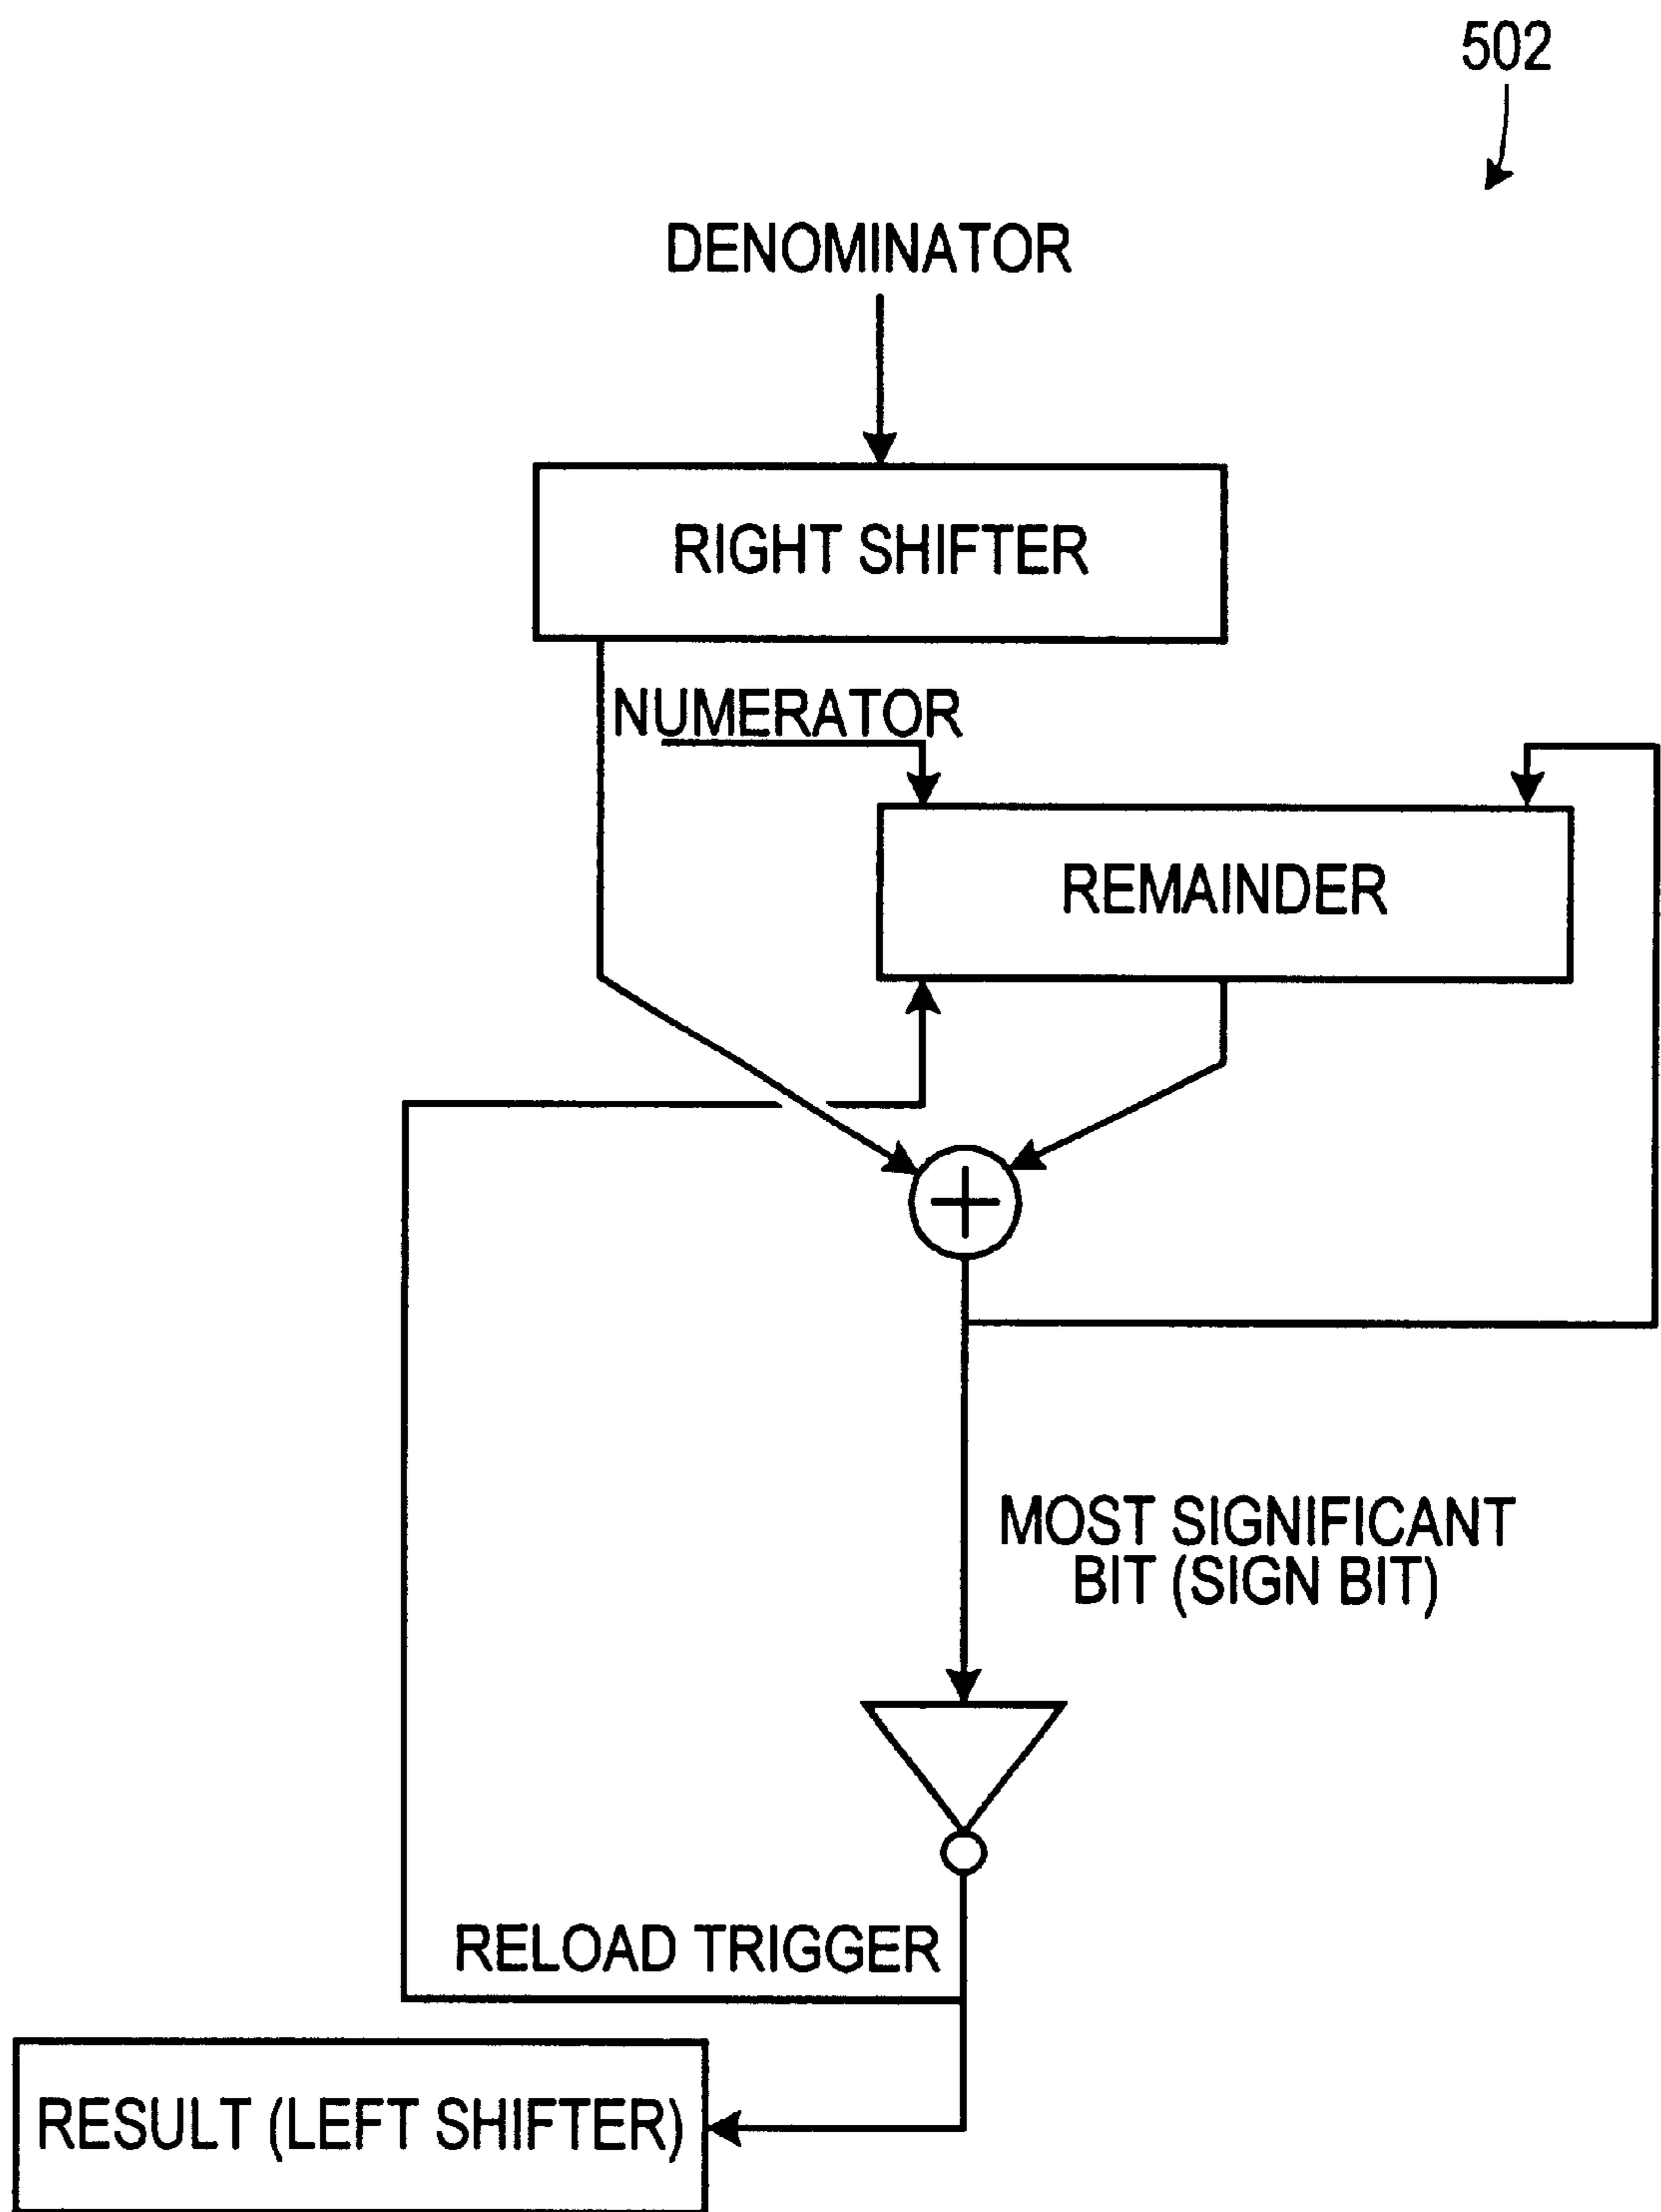 502
DENOMINATOR
RIGHT SHIFTER
NUMERATOR
REMAINDER
MOST SIGNIFICANT
BIT (SIGN BIT)
RELOAD TRIGGER
RESULT (LEFT SHIFTER)